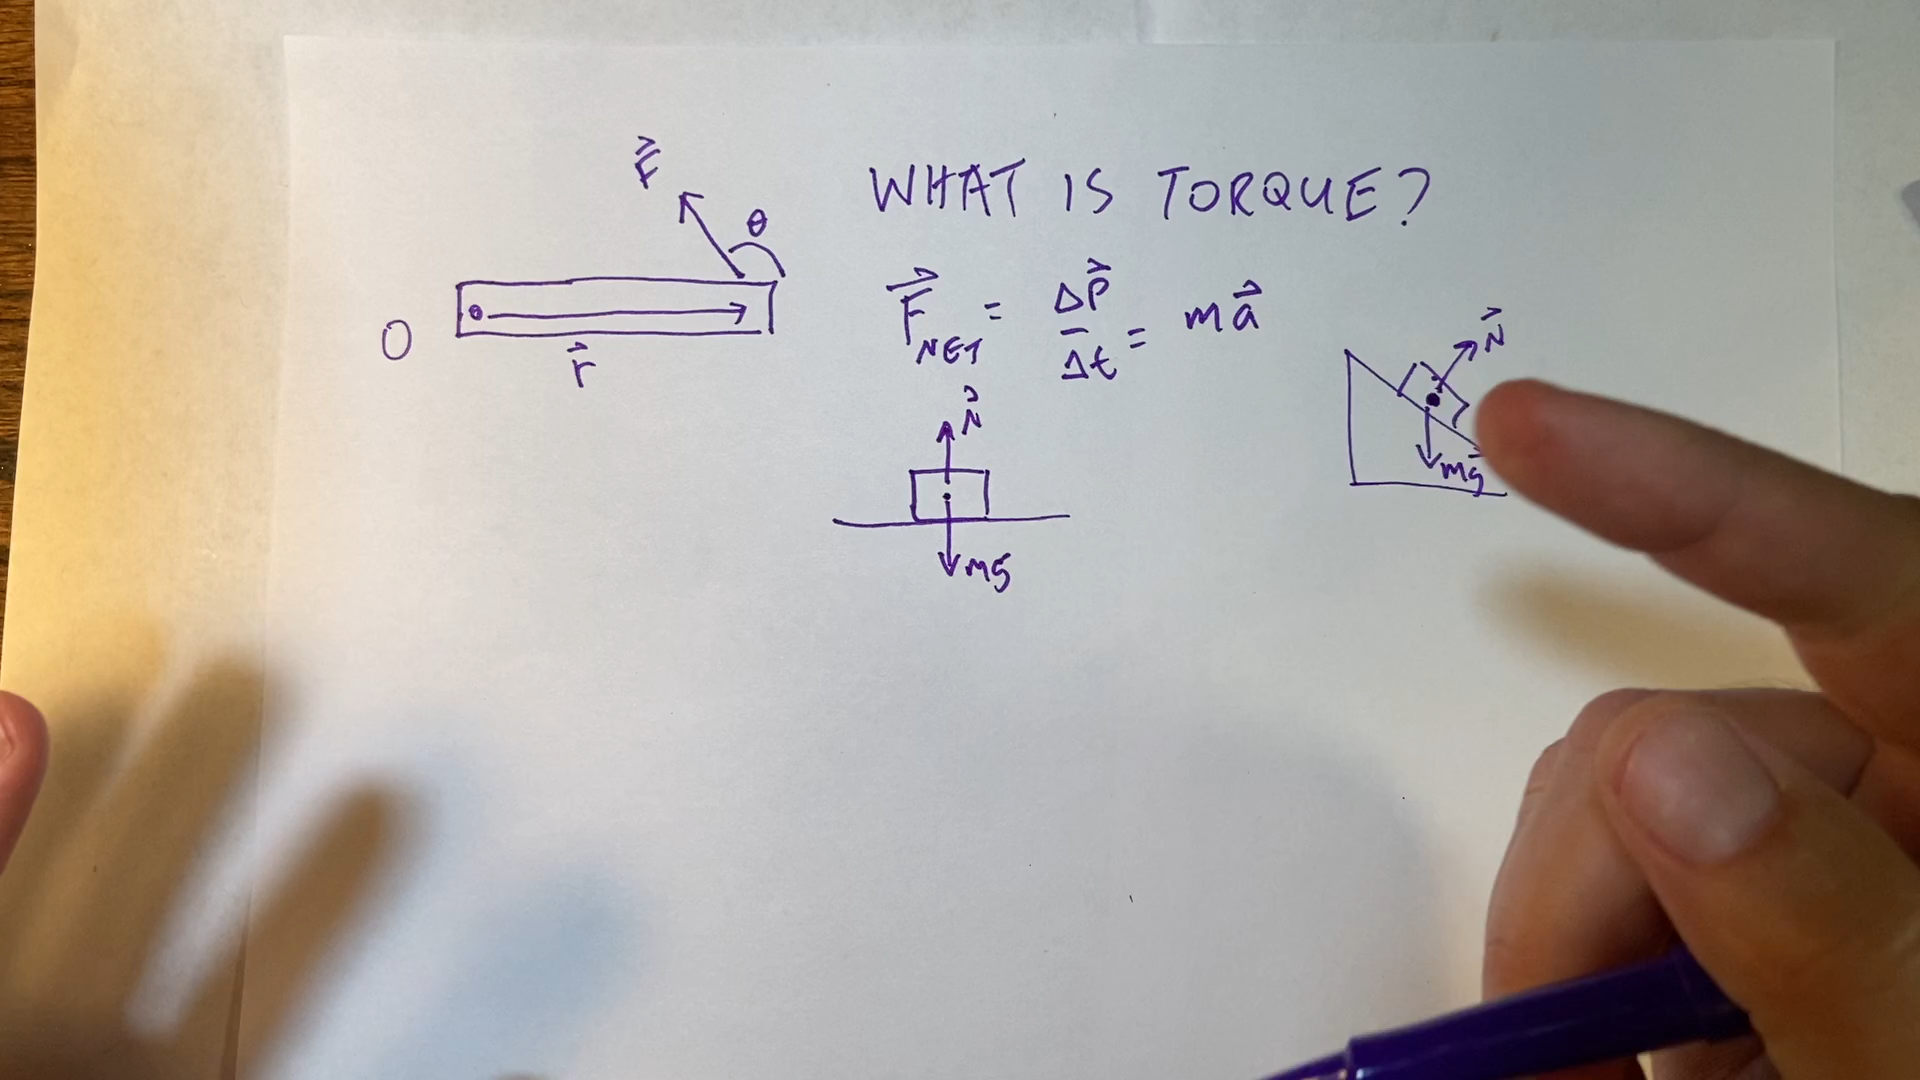 F⃗
θ
O
r⃗
WHAT IS TORQUE?
F⃗NET = Δp⃗/Δt = ma⃗
N⃗
mg
N⃗
mg⃗